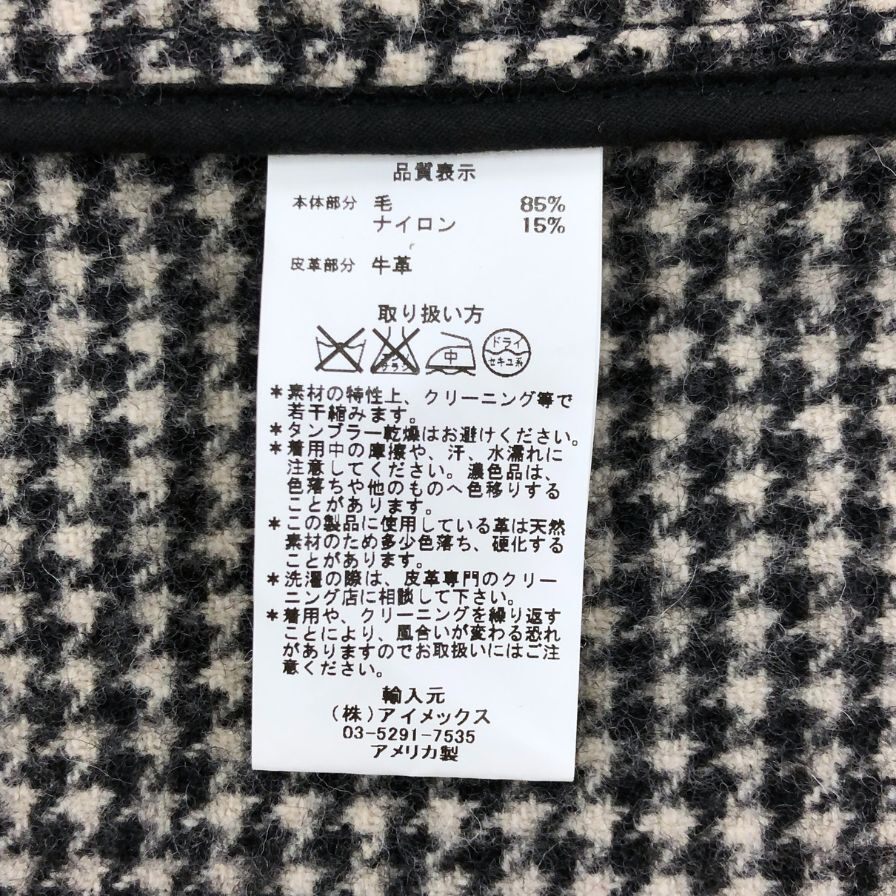 品質表示
本体部分 毛 85%
ナイロン 15%
皮革部分 牛革
取り扱い方
中 ドライ
セキユ系
*素材の特性上、クリーニング等で
若干縮みます。
*タンブラー乾燥はお避けください。
*着用中の摩擦や、汗、水濡れに
注意してください。濃色品は、
色落ちや他のものへ色移りする
ことがあります。
*この製品に使用している革は天然
素材のため多少色落ち、硬化する
ことがあります。
*洗濯の際は、皮革専門のクリー
ニング店に相談して下さい。
*着用や、クリーニングを繰り返す
ことにより、風合いが変わる恐れ
がありますのでお取扱いにはご注
意ください。
輸入元
(株)アイメックス
03-5291-7535
アメリカ製